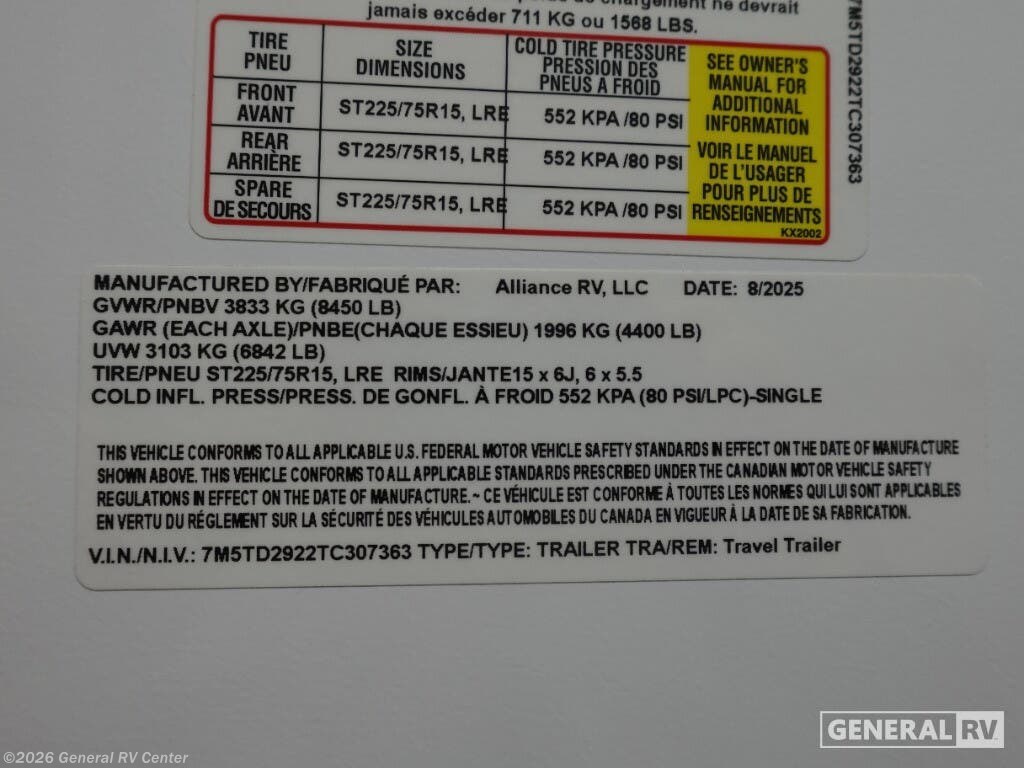 de chargement ne devrait
jamais excéder 711 KG ou 1568 LBS.
TIRE
PNEU
SIZE
DIMENSIONS
COLD TIRE PRESSURE
PRESSION DES
PNEUS A FROID
SEE OWNER'S
MANUAL FOR
ADDITIONAL
INFORMATION
VOIR LE MANUEL
DE L'USAGER
POUR PLUS DE
RENSEIGNEMENTS
KX2002
FRONT
AVANT
ST225/75R15, LRE
552 KPA /80 PSI
REAR
ARRIÈRE
ST225/75R15, LRE
552 KPA /80 PSI
SPARE
DE SECOURS
ST225/75R15, LRE
552 KPA /80 PSI
7M5TD2922TC307363
MANUFACTURED BY/FABRIQUÉ PAR: Alliance RV, LLC DATE: 8/2025
GVWR/PNBV 3833 KG (8450 LB)
GAWR (EACH AXLE)/PNBE(CHAQUE ESSIEU) 1996 KG (4400 LB)
UVW 3103 KG (6842 LB)
TIRE/PNEU ST225/75R15, LRE RIMS/JANTE15 x 6J, 6 x 5.5
COLD INFL. PRESS/PRESS. DE GONFL. À FROID 552 KPA (80 PSI/LPC)-SINGLE
THIS VEHICLE CONFORMS TO ALL APPLICABLE U.S. FEDERAL MOTOR VEHICLE SAFETY STANDARDS IN EFFECT ON THE DATE OF MANUFACTURE
SHOWN ABOVE. THIS VEHICLE CONFORMS TO ALL APPLICABLE STANDARDS PRESCRIBED UNDER THE CANADIAN MOTOR VEHICLE SAFETY
REGULATIONS IN EFFECT ON THE DATE OF MANUFACTURE.~ CE VÉHICULE EST CONFORME À TOUTES LES NORMES QUI LUI SONT APPLICABLES
EN VERTU DU RÉGLEMENT SUR LA SÉCURITÉ DES VÉHICULES AUTOMOBILES DU CANADA EN VIGUEUR À LA DATE DE SA FABRICATION.
V.I.N./N.I.V.: 7M5TD2922TC307363 TYPE/TYPE: TRAILER TRA/REM: Travel Trailer
GENERAL RV
©2026 General RV Center